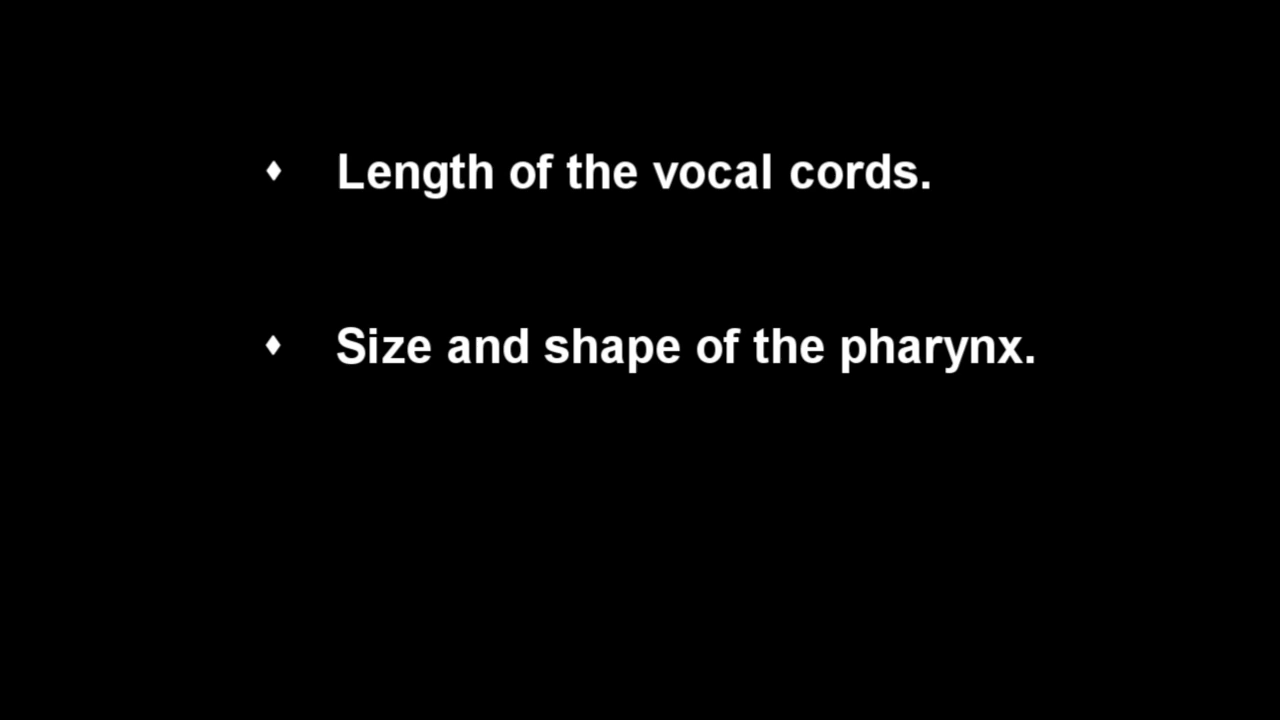 ♦ Length of the vocal cords.
♦ Size and shape of the pharynx.